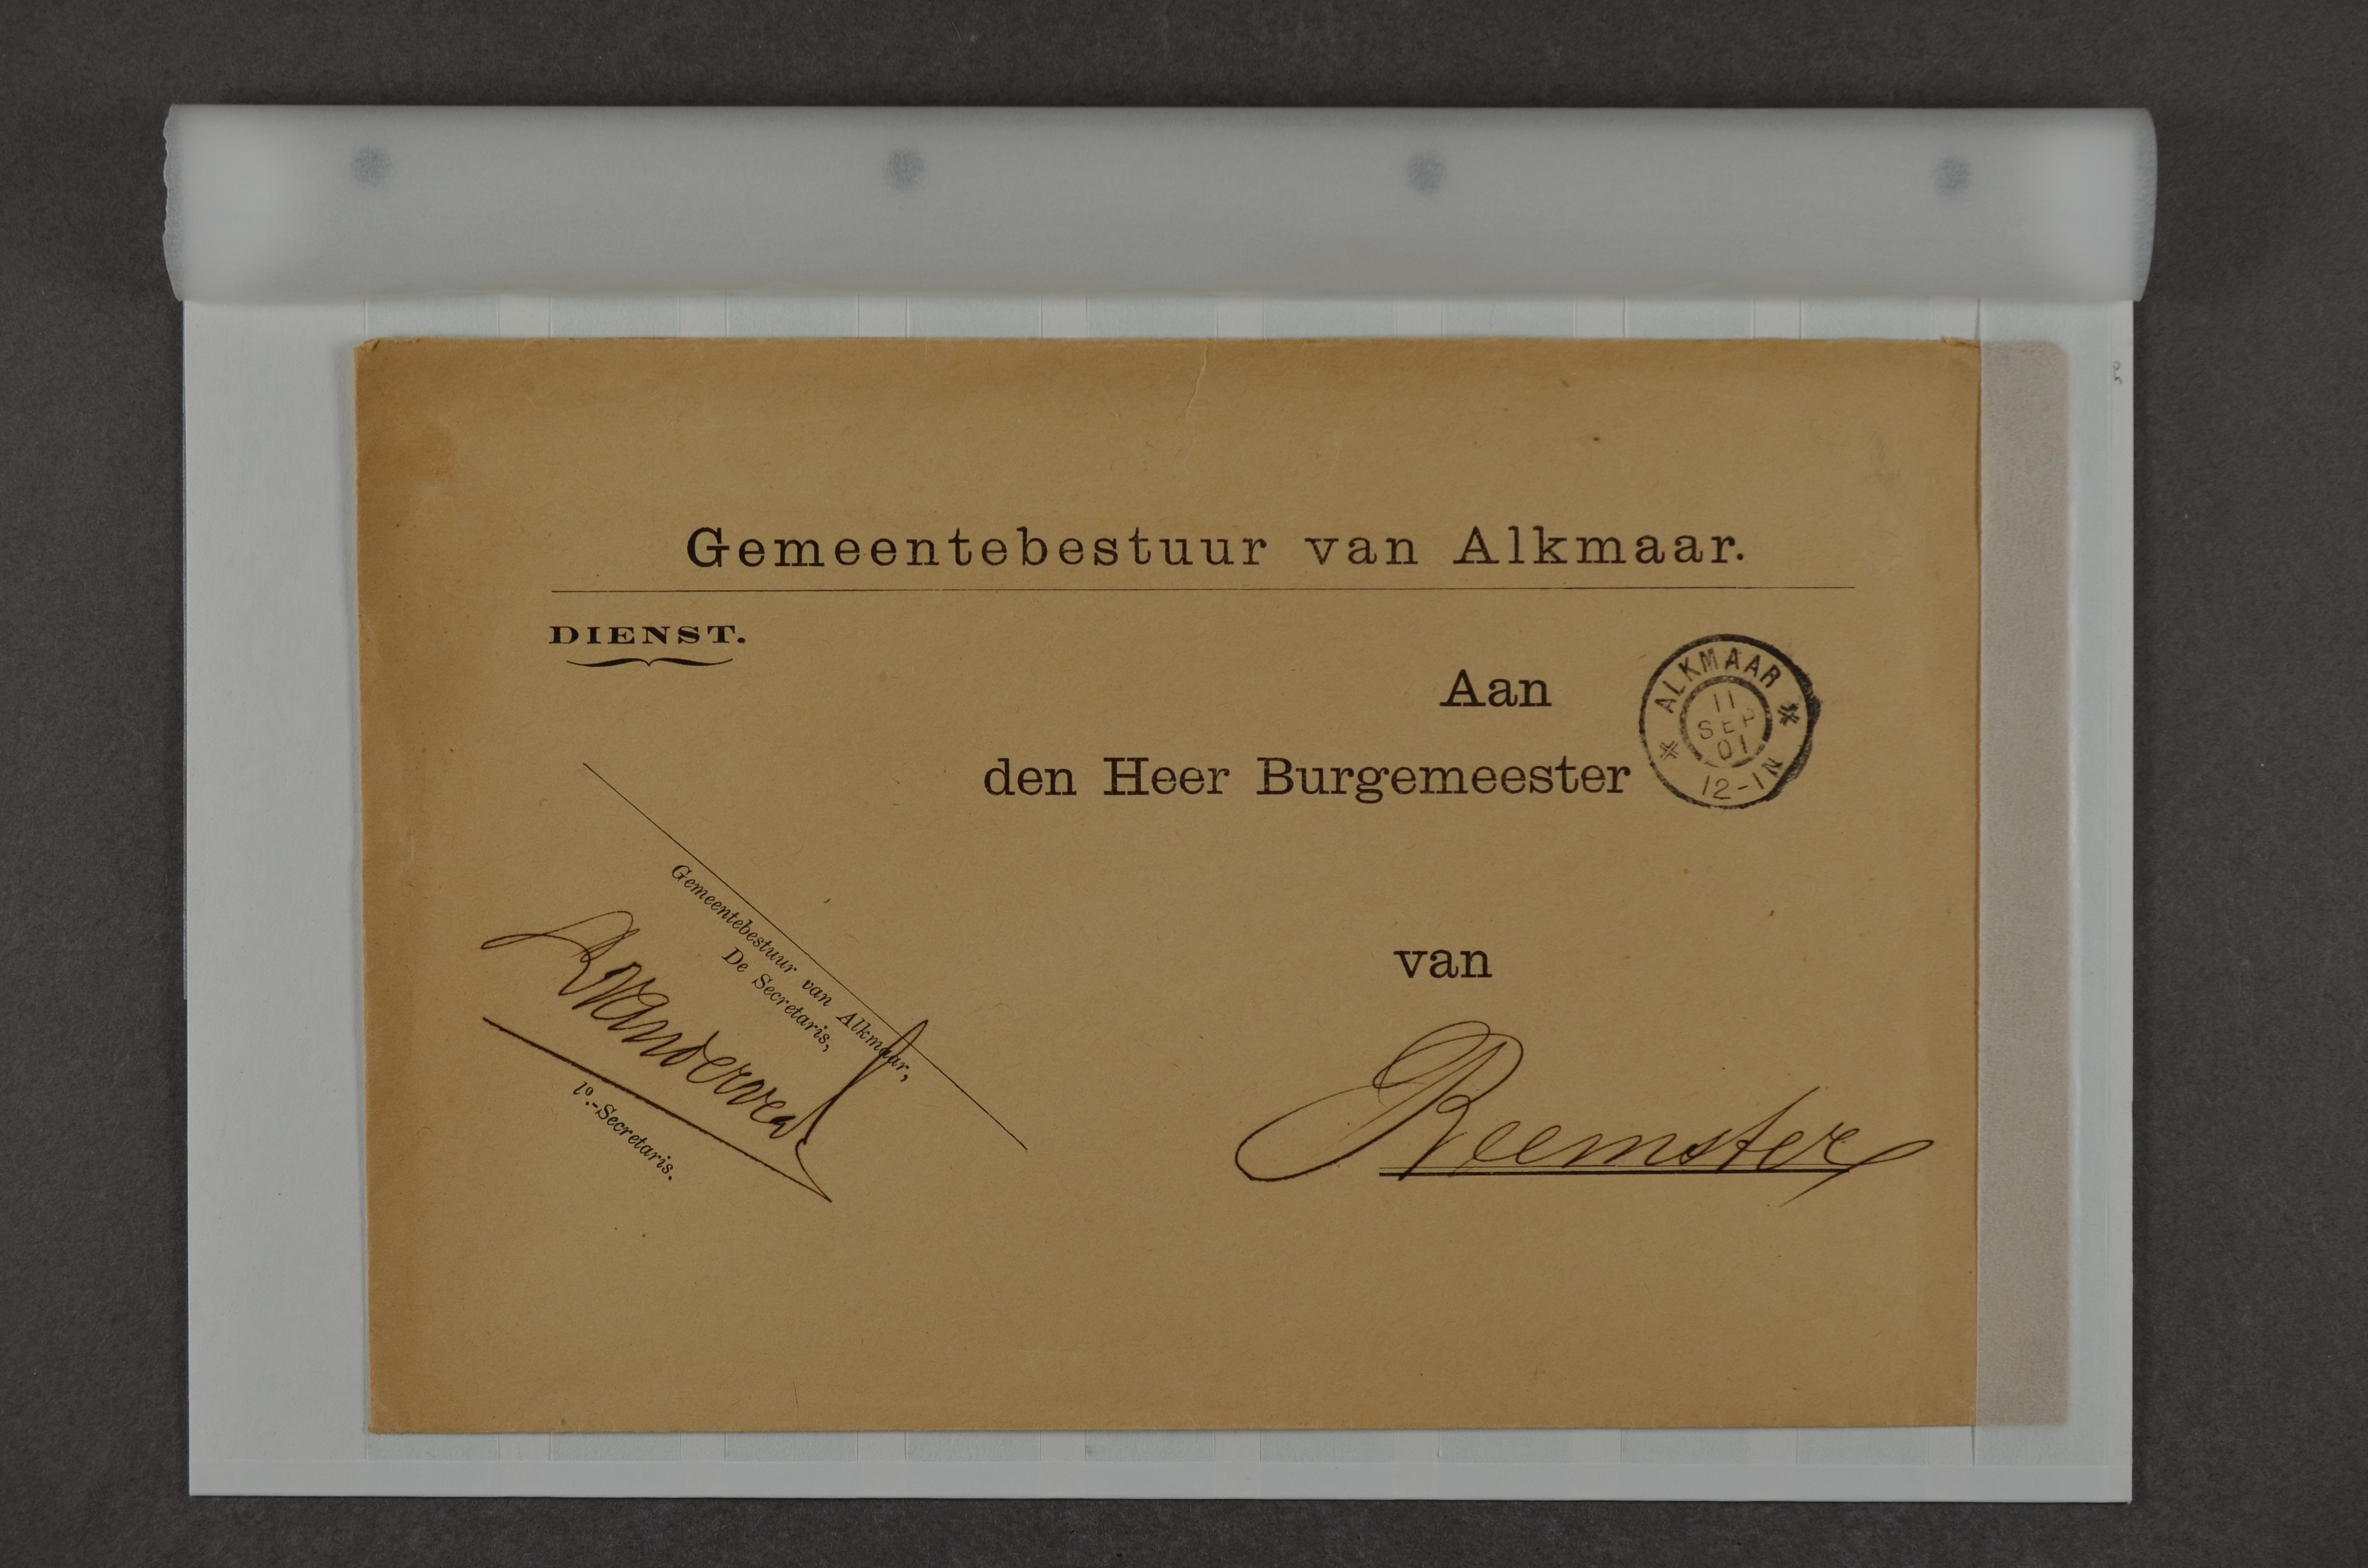 Gemeentebestuur van Alkmaar.
DIENST.
Aan
den Heer Burgemeester
van
Beemster
ALKMAAR
11
SEP
01
12-1N
Gemeentebestuur van Alkmaar,
De Secretaris,
lo.-Secretaris.